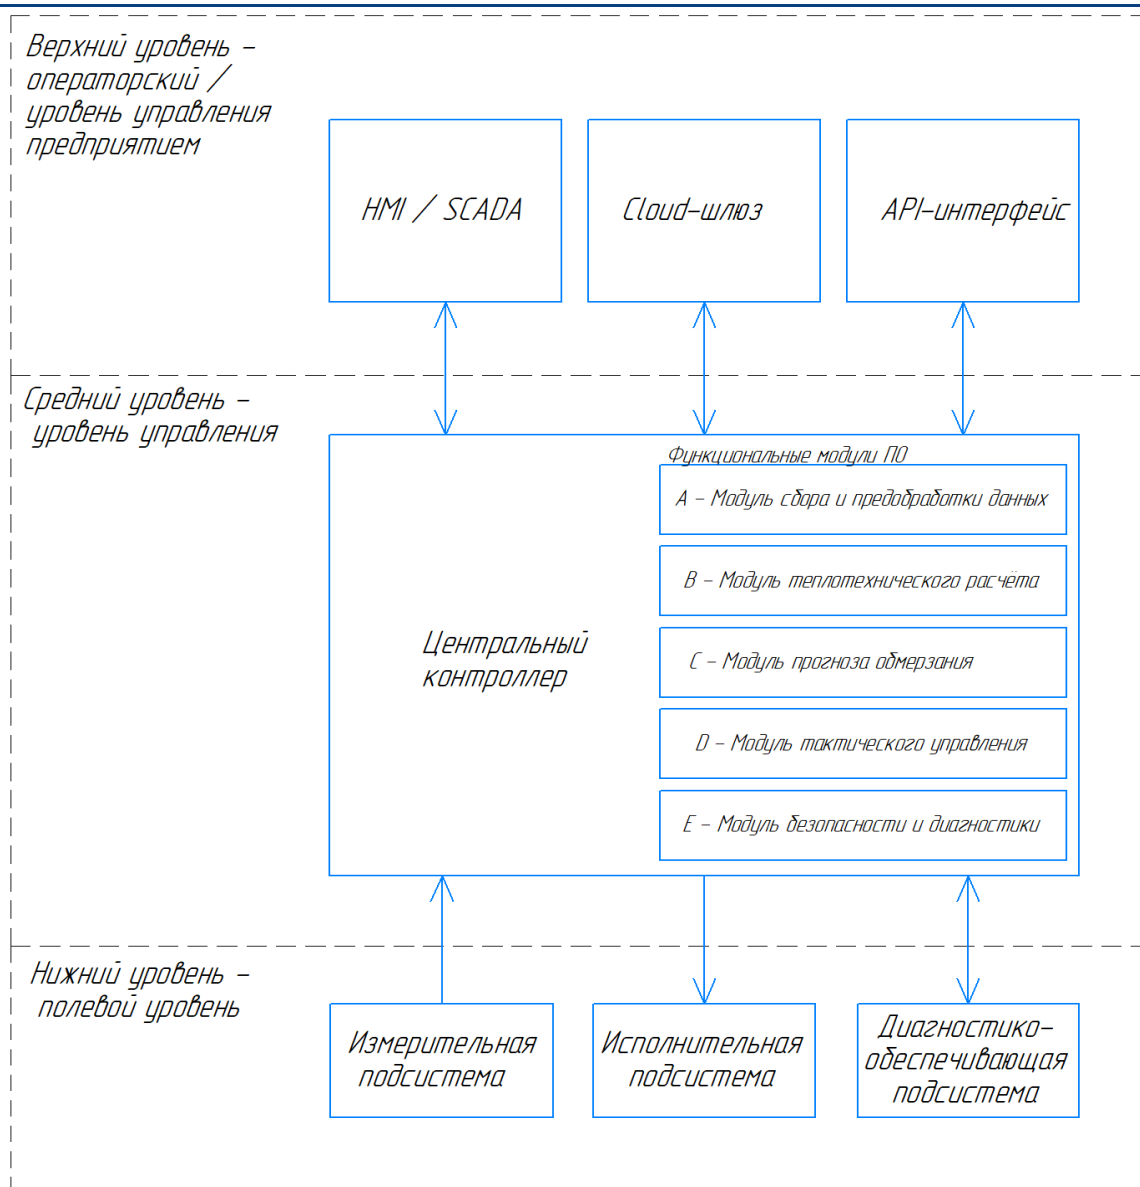 Верхний уровень –
операторский /
уровень управления
предприятием
HMI / SCADA
Cloud-шлюз
API-интерфейс
Средний уровень –
уровень управления
Функциональные модули ПО
A – Модуль сбора и предобработки данных
B – Модуль теплотехнического расчёта
Центральный
контроллер
C – Модуль прогноза обмерзания
D – Модуль тактического управления
E – Модуль безопасности и диагностики
Нижний уровень –
полевой уровень
Измерительная
подсистема
Исполнительная
подсистема
Диагностико-
обеспечивающая
подсистема